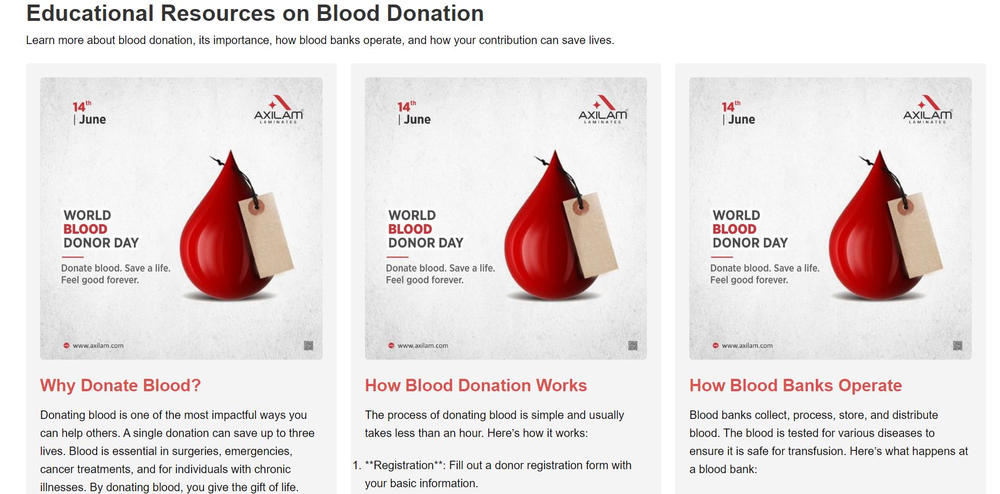 Educational Resources on Blood Donation
Learn more about blood donation, its importance, how blood banks operate, and how your contribution can save lives.
14th
| June
AXILAM
LAMINATES
WORLD
BLOOD
DONOR DAY
Donate blood. Save a life.
Feel good forever.
www.axilam.com
Why Donate Blood?
Donating blood is one of the most impactful ways you
can help others. A single donation can save up to three
lives. Blood is essential in surgeries, emergencies,
cancer treatments, and for individuals with chronic
illnesses. By donating blood, you give the gift of life.
14th
| June
AXILAM
LAMINATES
WORLD
BLOOD
DONOR DAY
Donate blood. Save a life.
Feel good forever.
www.axilam.com
How Blood Donation Works
The process of donating blood is simple and usually
takes less than an hour. Here’s how it works:
1. **Registration**: Fill out a donor registration form with
your basic information.
14th
| June
AXILAM
LAMINATES
WORLD
BLOOD
DONOR DAY
Donate blood. Save a life.
Feel good forever.
www.axilam.com
How Blood Banks Operate
Blood banks collect, process, store, and distribute
blood. The blood is tested for various diseases to
ensure it is safe for transfusion. Here’s what happens at
a blood bank: